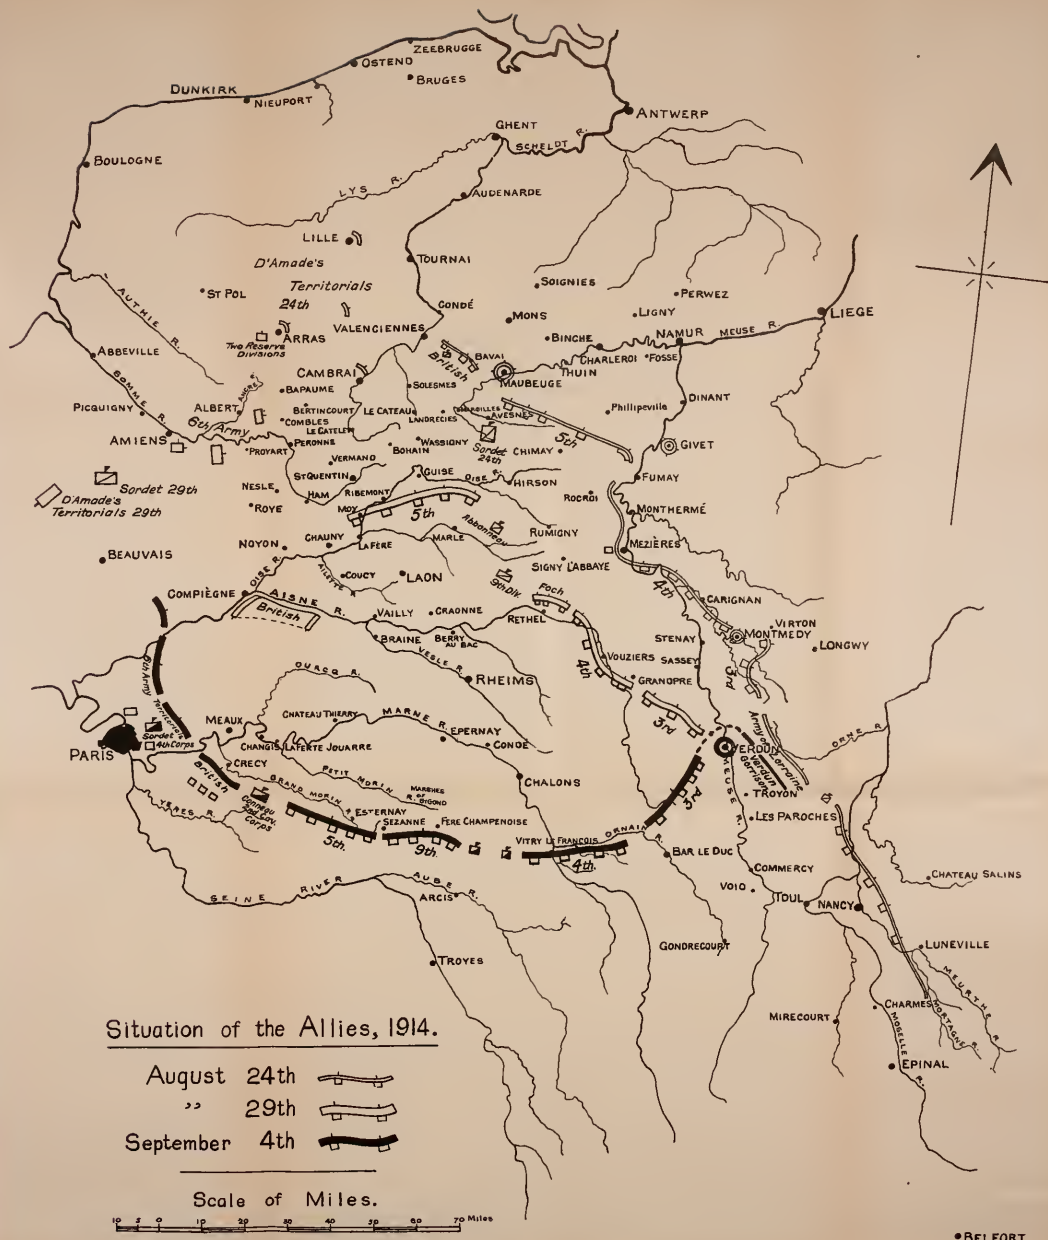 ZEEBRUGGE
OSTEND
BRUGES
DUNKIRK
NIEUPORT
ANTWERP
GHENT
SCHELDT R.
BOULOGNE
LYS R.
AUDENARDE
LILLE
TOURNAI
D'Amade's
Territorials
24th
ST POL
SOIGNIES
PERWEZ
AUTHIE R.
CONDÉ
MONS
LIGNY
LIEGE
ARRAS
Two Reserve
Divisions
VALENCIENNES
BINCHE
NAMUR
MEUSE R.
CHARLEROI
FOSSE
ABBEVILLE
British
BAVAI
THUIN
MAUBEUGE
CAMBRAI
SOLESMES
SOMME R.
ANCRE
BAPAUME
DINANT
PICQUIGNY
ALBERT
6th Army
BERTINCOURT
COMBLES
LE CATELET
LE CATEAU
LANDRECIES
AVESNES
Phillipeville
AMIENS
PERONNE
PROYART
BOHAIN
WASSIGNY
Sordet
24th
5th
CHIMAY
GIVET
VERMAND
ST QUENTIN
GUISE
OISE R.
HIRSON
FUMAY
Sordet 29th
D'Amade's
Territorials 29th
NESLE
ROYE
HAM
RIBEMONT
MOY
5th
ROCROI
MONTHERMÉ
Abbonneau
RUMIGNY
BEAUVAIS
NOYON
CHAUNY
LA FÈRE
MARLE
MEZIÈRES
SIGNY L'ABBAYE
OISE R.
AILETTE R.
COUCY
LAON
9th Div.
Foch
4th
CARIGNAN
COMPIÈGNE
AISNE R.
British
VAILLY
CRAONNE
RETHEL
VIRTON
MONTMEDY
LONGWY
BRAINE
BERRY
AU BAC
STENAY
VESLE R.
VOUZIERS
SASSEY
4th
3rd
OURCQ R.
RHEIMS
GRANDPRE
6th Army
Territorials
3rd
CHATEAU THIERRY
MARNE R.
EPERNAY
CONDÉ
Army of Lorraine
ORNE R.
MEAUX
Sordet
4th Corps
PARIS
CHANGIS
LAFERTE JOUARRE
VERDUN
Verdun
Garrison
MEUSE R.
CRECY
British
PETIT MORIN R.
MARSHES
OF
GOND
CHALONS
3rd
TROYON
YERES R.
Conneau
2nd Cav.
Corps
GRAND MORIN R.
ESTERNAY
SEZANNE
FÈRE CHAMPENOISE
LES PAROCHES
5th.
9th.
VITRY LE FRANÇOIS
ORNAIN R.
4th.
BAR LE DUC
COMMERCY
SEINE RIVER
AUBE R.
ARCIS
VOID
TOUL
NANCY
CHATEAU SALINS
GONDRECOURT
LUNEVILLE
TROYES
MEURTHE R.
CHARMES
MORTAGNE R.
MIRECOURT
MOSELLE R.
EPINAL
Situation of the Allies, 1914.
August 24th
,, 29th
September 4th
Scale of Miles.
10 5 0 10 20 30 40 50 60 70 Miles
BELFORT